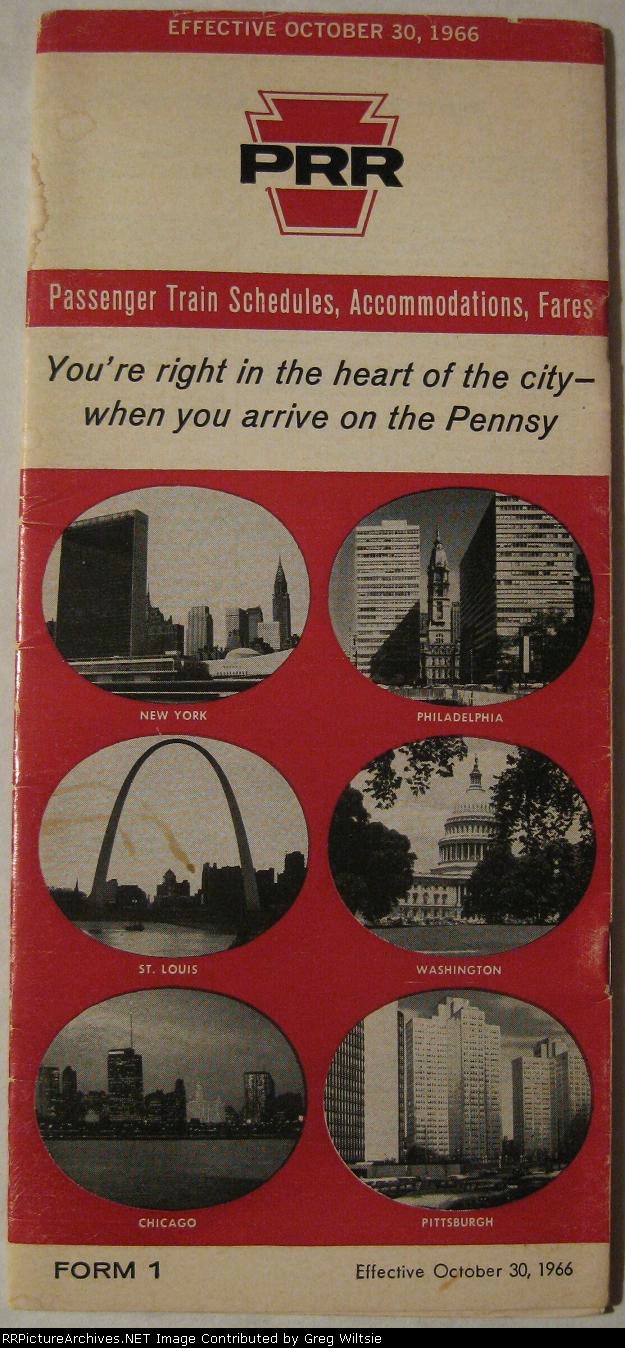 EFFECTIVE OCTOBER 30, 1966
PRR
Passenger Train Schedules, Accommodations, Fares
You're right in the heart of the city—
when you arrive on the Pennsy
NEW YORK
PHILADELPHIA
ST. LOUIS
WASHINGTON
CHICAGO
PITTSBURGH
FORM 1
Effective October 30, 1966
RRPictureArchives.NET Image Contributed by Greg Wiltsie